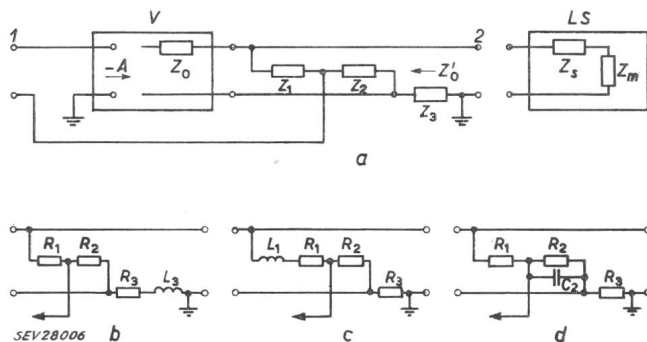 V
LS
1
2
–A
Z₀
Z₀'
Zₛ
Zₘ
Z₁
Z₂
Z₃
a
R₁
R₂
R₃
L₃
L₁
R₁
R₂
R₃
R₁
R₂
C₂
R₃
SEV28006
b
c
d